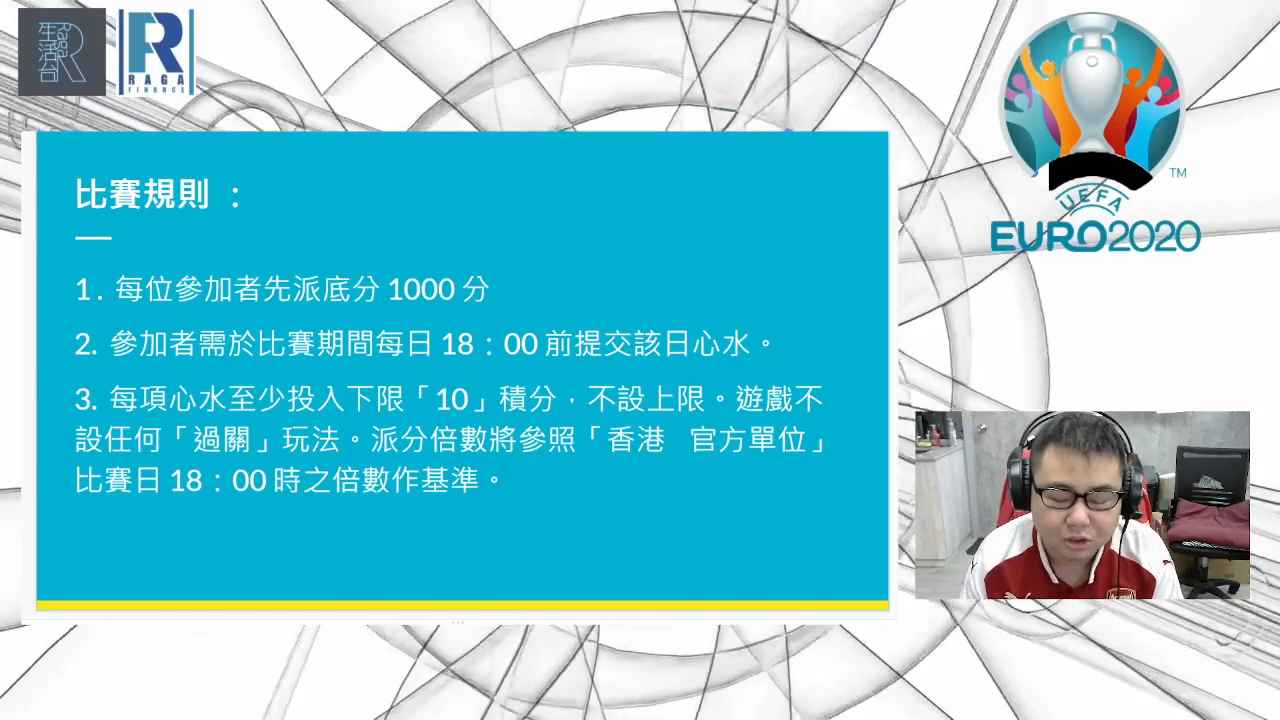 生活台
RAGA
FINANCE
TM
UEFA
EURO2020
比賽規則 ：
1. 每位參加者先派底分 1000 分
2. 參加者需於比賽期間每日 18：00 前提交該日心水。
3. 每項心水至少投入下限「10」積分，不設上限。遊戲不
設任何「過關」玩法。派分倍數將參照「香港 官方單位」
比賽日 18：00 時之倍數作基準。
Arsenal